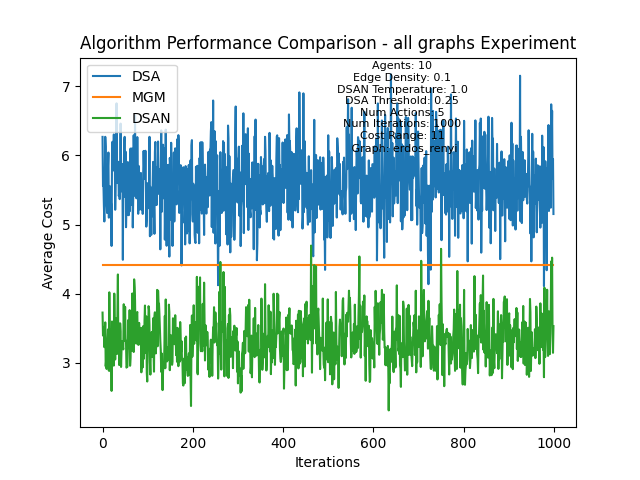 Algorithm Performance Comparison - all graphs Experiment
DSA
MGM
DSAN
Agents: 10
Edge Density: 0.1
DSAN Temperature: 1.0
DSA Threshold: 0.25
Num Actions: 5
Num Iterations: 1000
Cost Range: 11
Graph: erdos_renyi
Average Cost
7
6
5
4
3
0
200
400
600
800
1000
Iterations